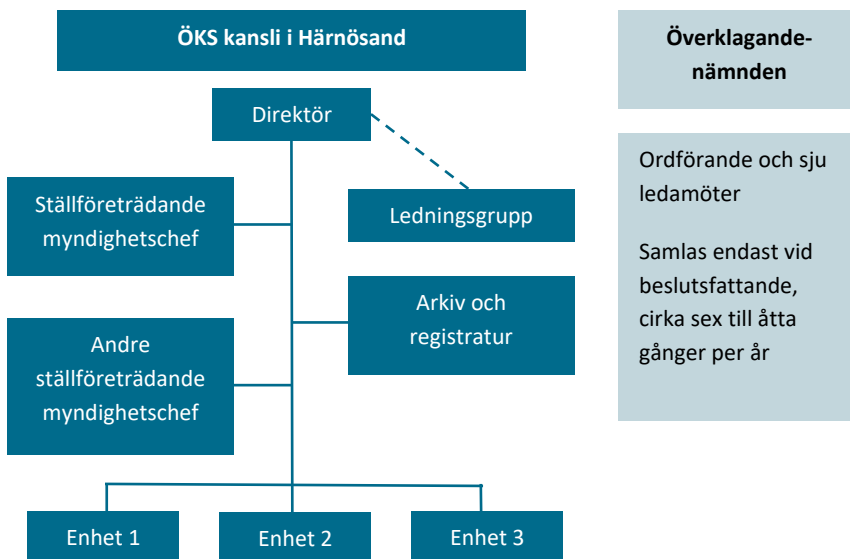 ÖKS kansli i Härnösand
Direktör
Ställföreträdande
myndighetschef
Ledningsgrupp
Arkiv och
registratur
Andre
ställföreträdande
myndighetschef
Enhet 1
Enhet 2
Enhet 3
Överklagande-
nämnden
Ordförande och sju
ledamöter
Samlas endast vid
beslutsfattande,
cirka sex till åtta
gånger per år